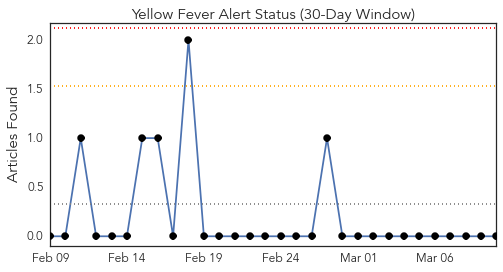 Yellow Fever Alert Status (30-Day Window)
Articles Found
2.0
1.5
1.0
0.5
0.0
Feb 09 Feb 14 Feb 19 Feb 24 Mar 01 Mar 06